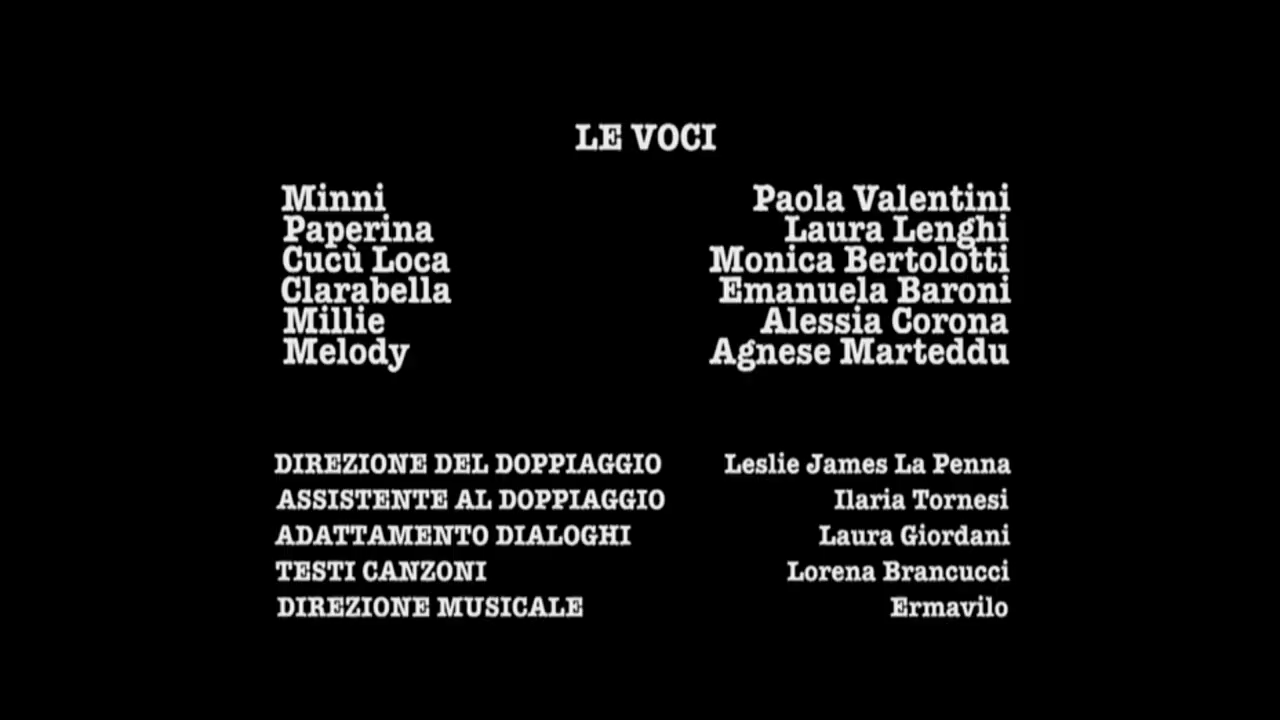 LE VOCI
Minni Paola Valentini
Paperina Laura Lenghi
Cucù Loca Monica Bertolotti
Clarabella Emanuela Baroni
Millie Alessia Corona
Melody Agnese Marteddu
DIREZIONE DEL DOPPIAGGIO Leslie James La Penna
ASSISTENTE AL DOPPIAGGIO Ilaria Tornesi
ADATTAMENTO DIALOGHI Laura Giordani
TESTI CANZONI Lorena Brancucci
DIREZIONE MUSICALE Ermavilo